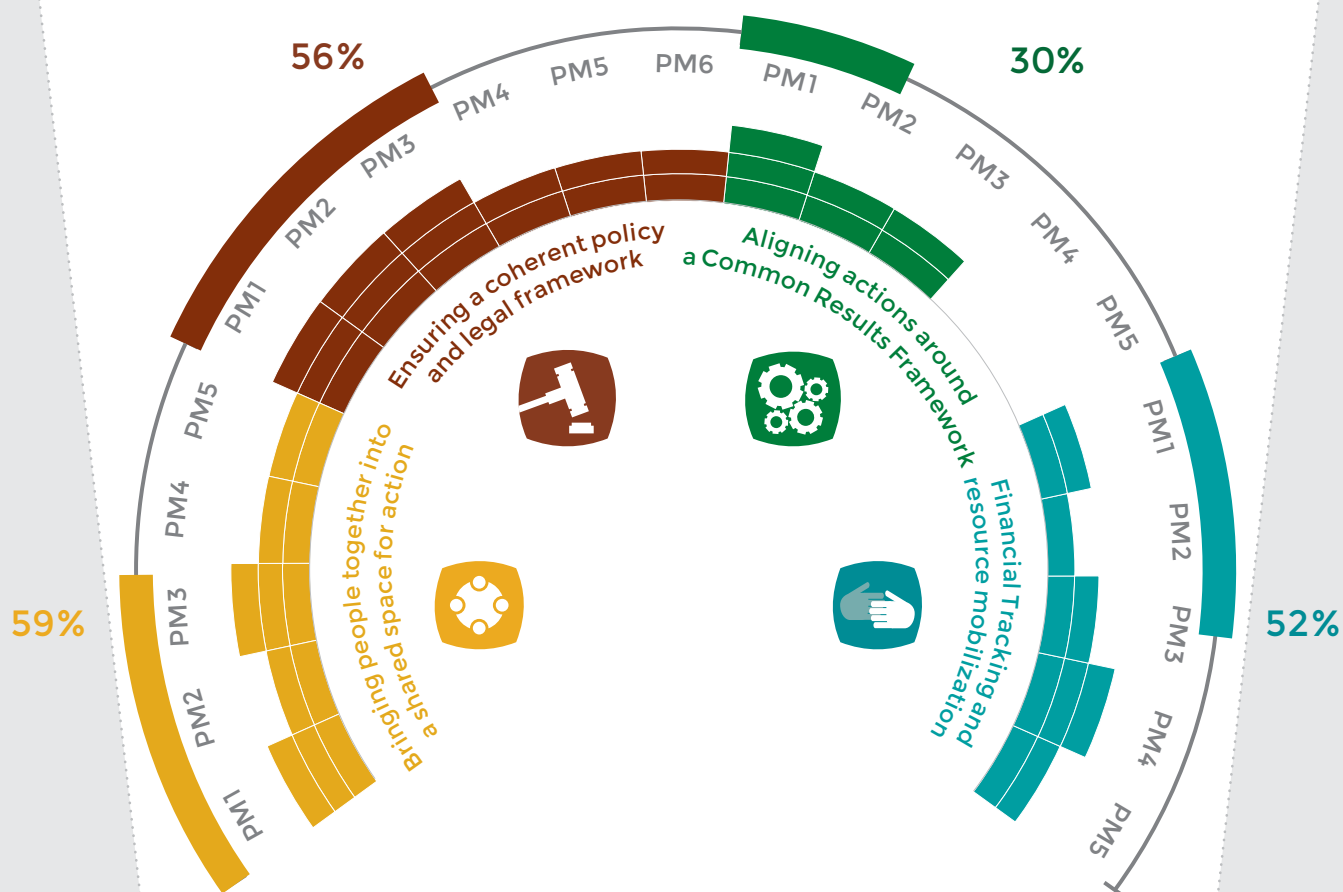 56%
30%
59%
52%
PM1
PM2
PM3
PM4
PM5
PM1
PM2
PM3
PM4
PM5
PM6
PM1
PM2
PM3
PM4
PM5
PM1
PM2
PM3
PM4
PM5
Bringing people together into
a shared space for action
Ensuring a coherent policy
and legal framework
Aligning actions around
a Common Results Framework
Financial Tracking and
resource mobilization